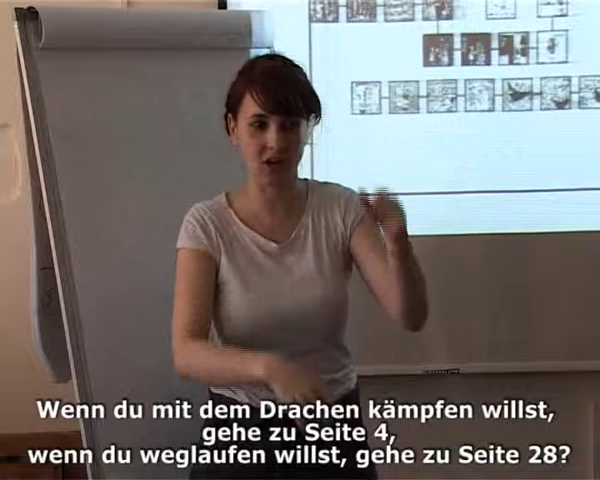 Wenn du mit dem Drachen kämpfen willst,
gehe zu Seite 4,
wenn du weglaufen willst, gehe zu Seite 28?